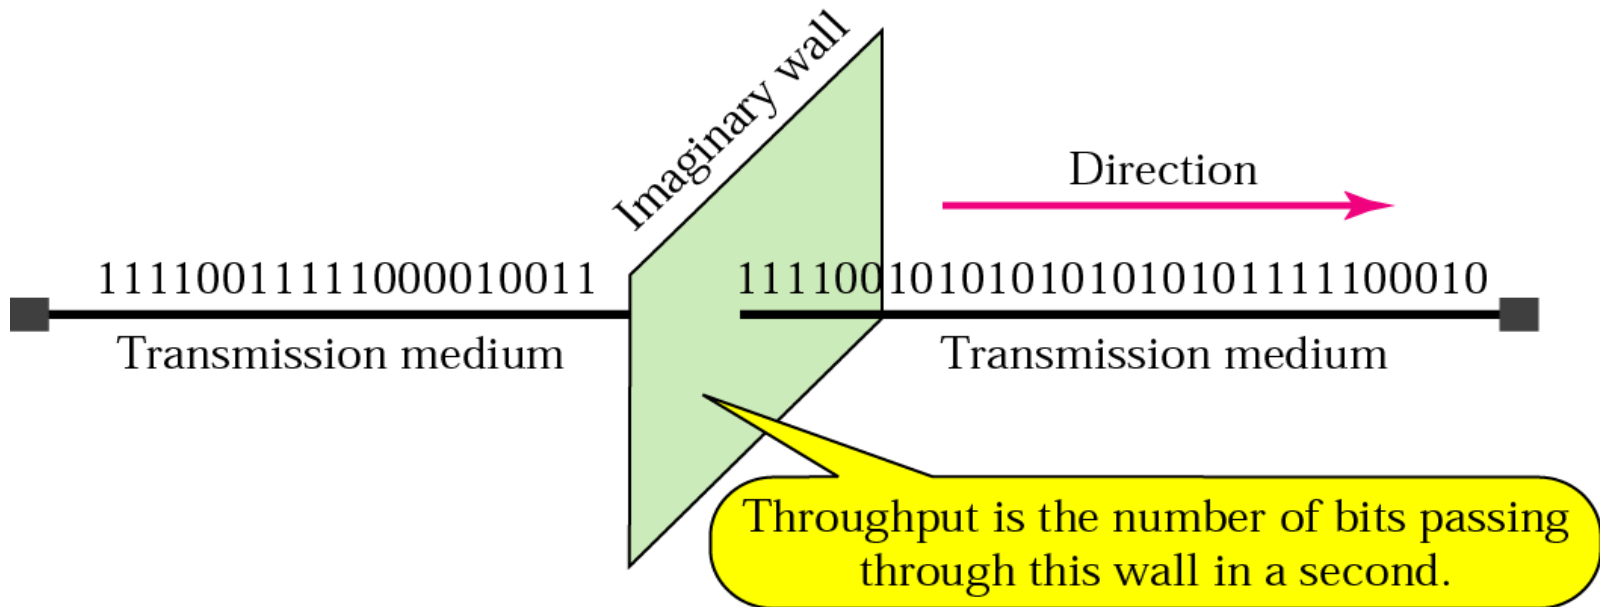 Imaginary wall
Direction
11110011111000010011
111100101010101010101111100010
Transmission medium
Transmission medium
Throughput is the number of bits passing
through this wall in a second.